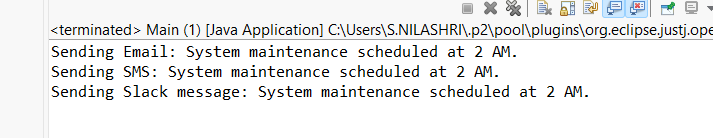 <terminated> Main (1) [Java Application] C:\Users\S.NILASHRI\.p2\pool\plugins\org.eclipse.justj.ope
Sending Email: System maintenance scheduled at 2 AM.
Sending SMS: System maintenance scheduled at 2 AM.
Sending Slack message: System maintenance scheduled at 2 AM.